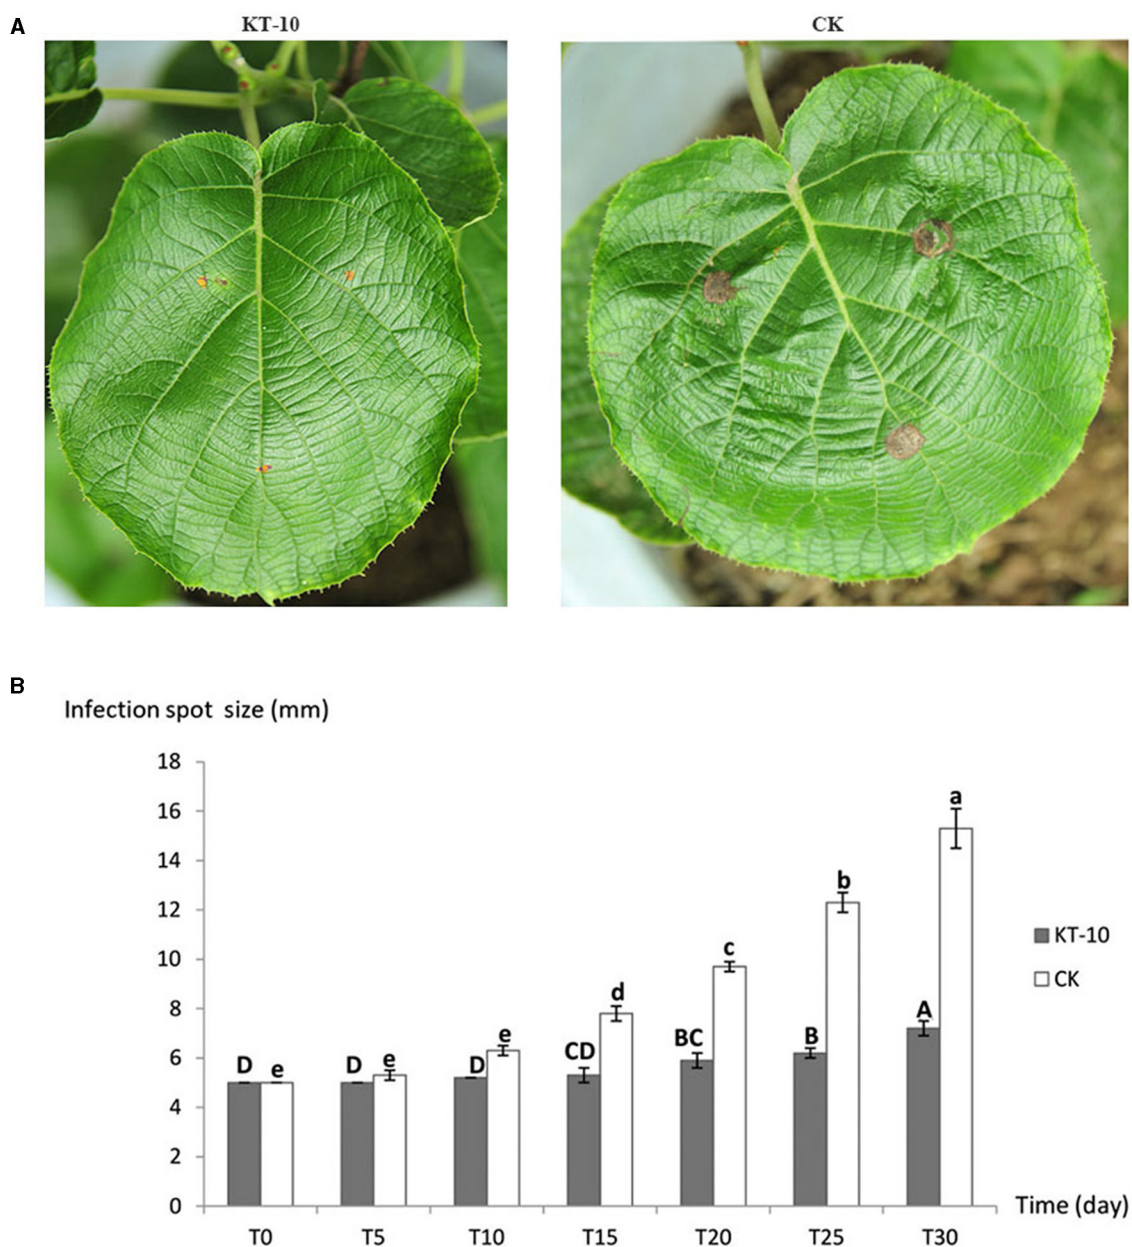 A
KT-10
CK
B
Infection spot size (mm)
18
16
14
12
10
8
6
4
2
0
D e D e D e CD d BC c B b A a
T0 T5 T10 T15 T20 T25 T30
Time (day)
KT-10
CK